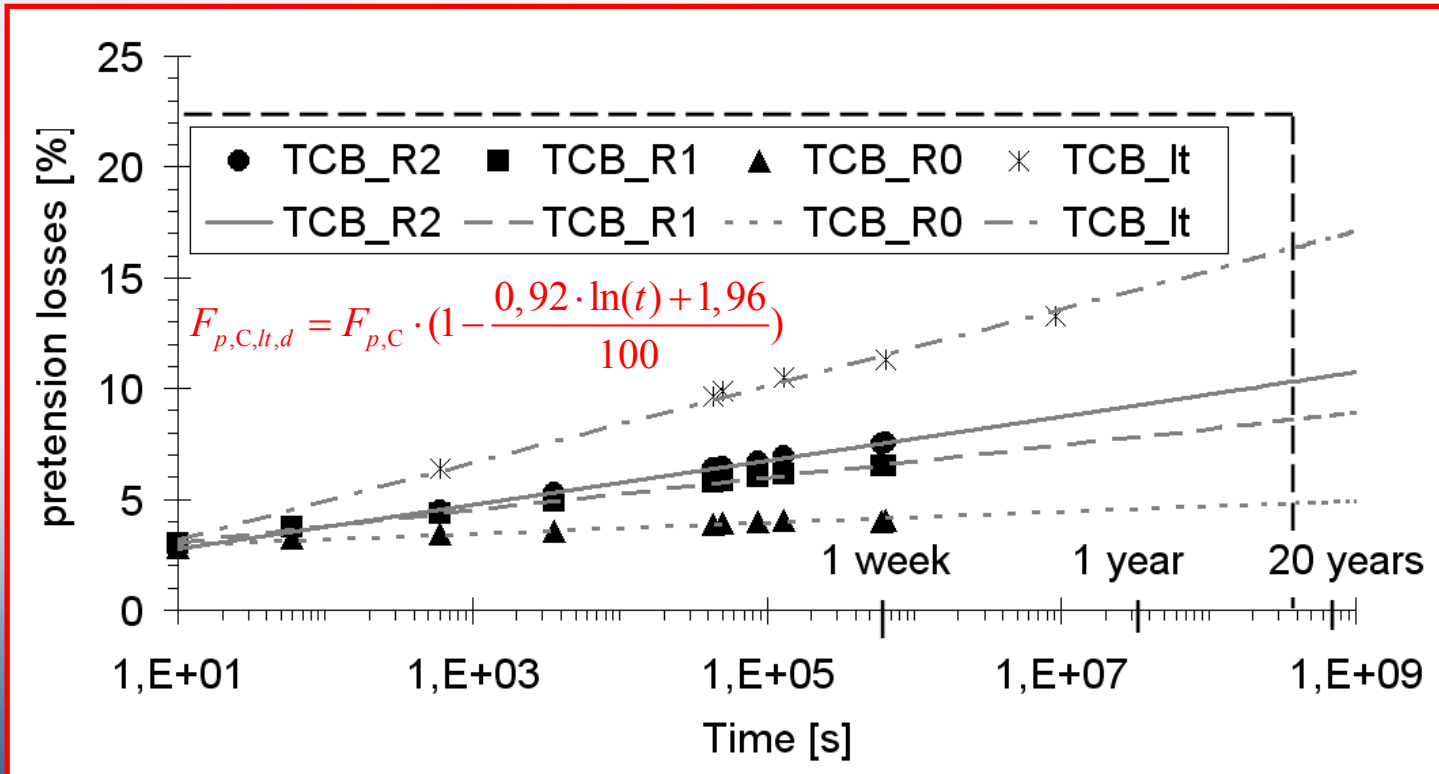 pretension losses [%]
25
20
15
10
5
0
TCB_R2 TCB_R1 TCB_R0 TCB_lt
TCB_R2 TCB_R1 TCB_R0 TCB_lt
F_{p,C,lt,d} = F_{p,C} · (1 − (0,92 · ln(t) + 1,96) / 100)
1 week 1 year 20 years
1,E+01 1,E+03 1,E+05 1,E+07 1,E+09
Time [s]